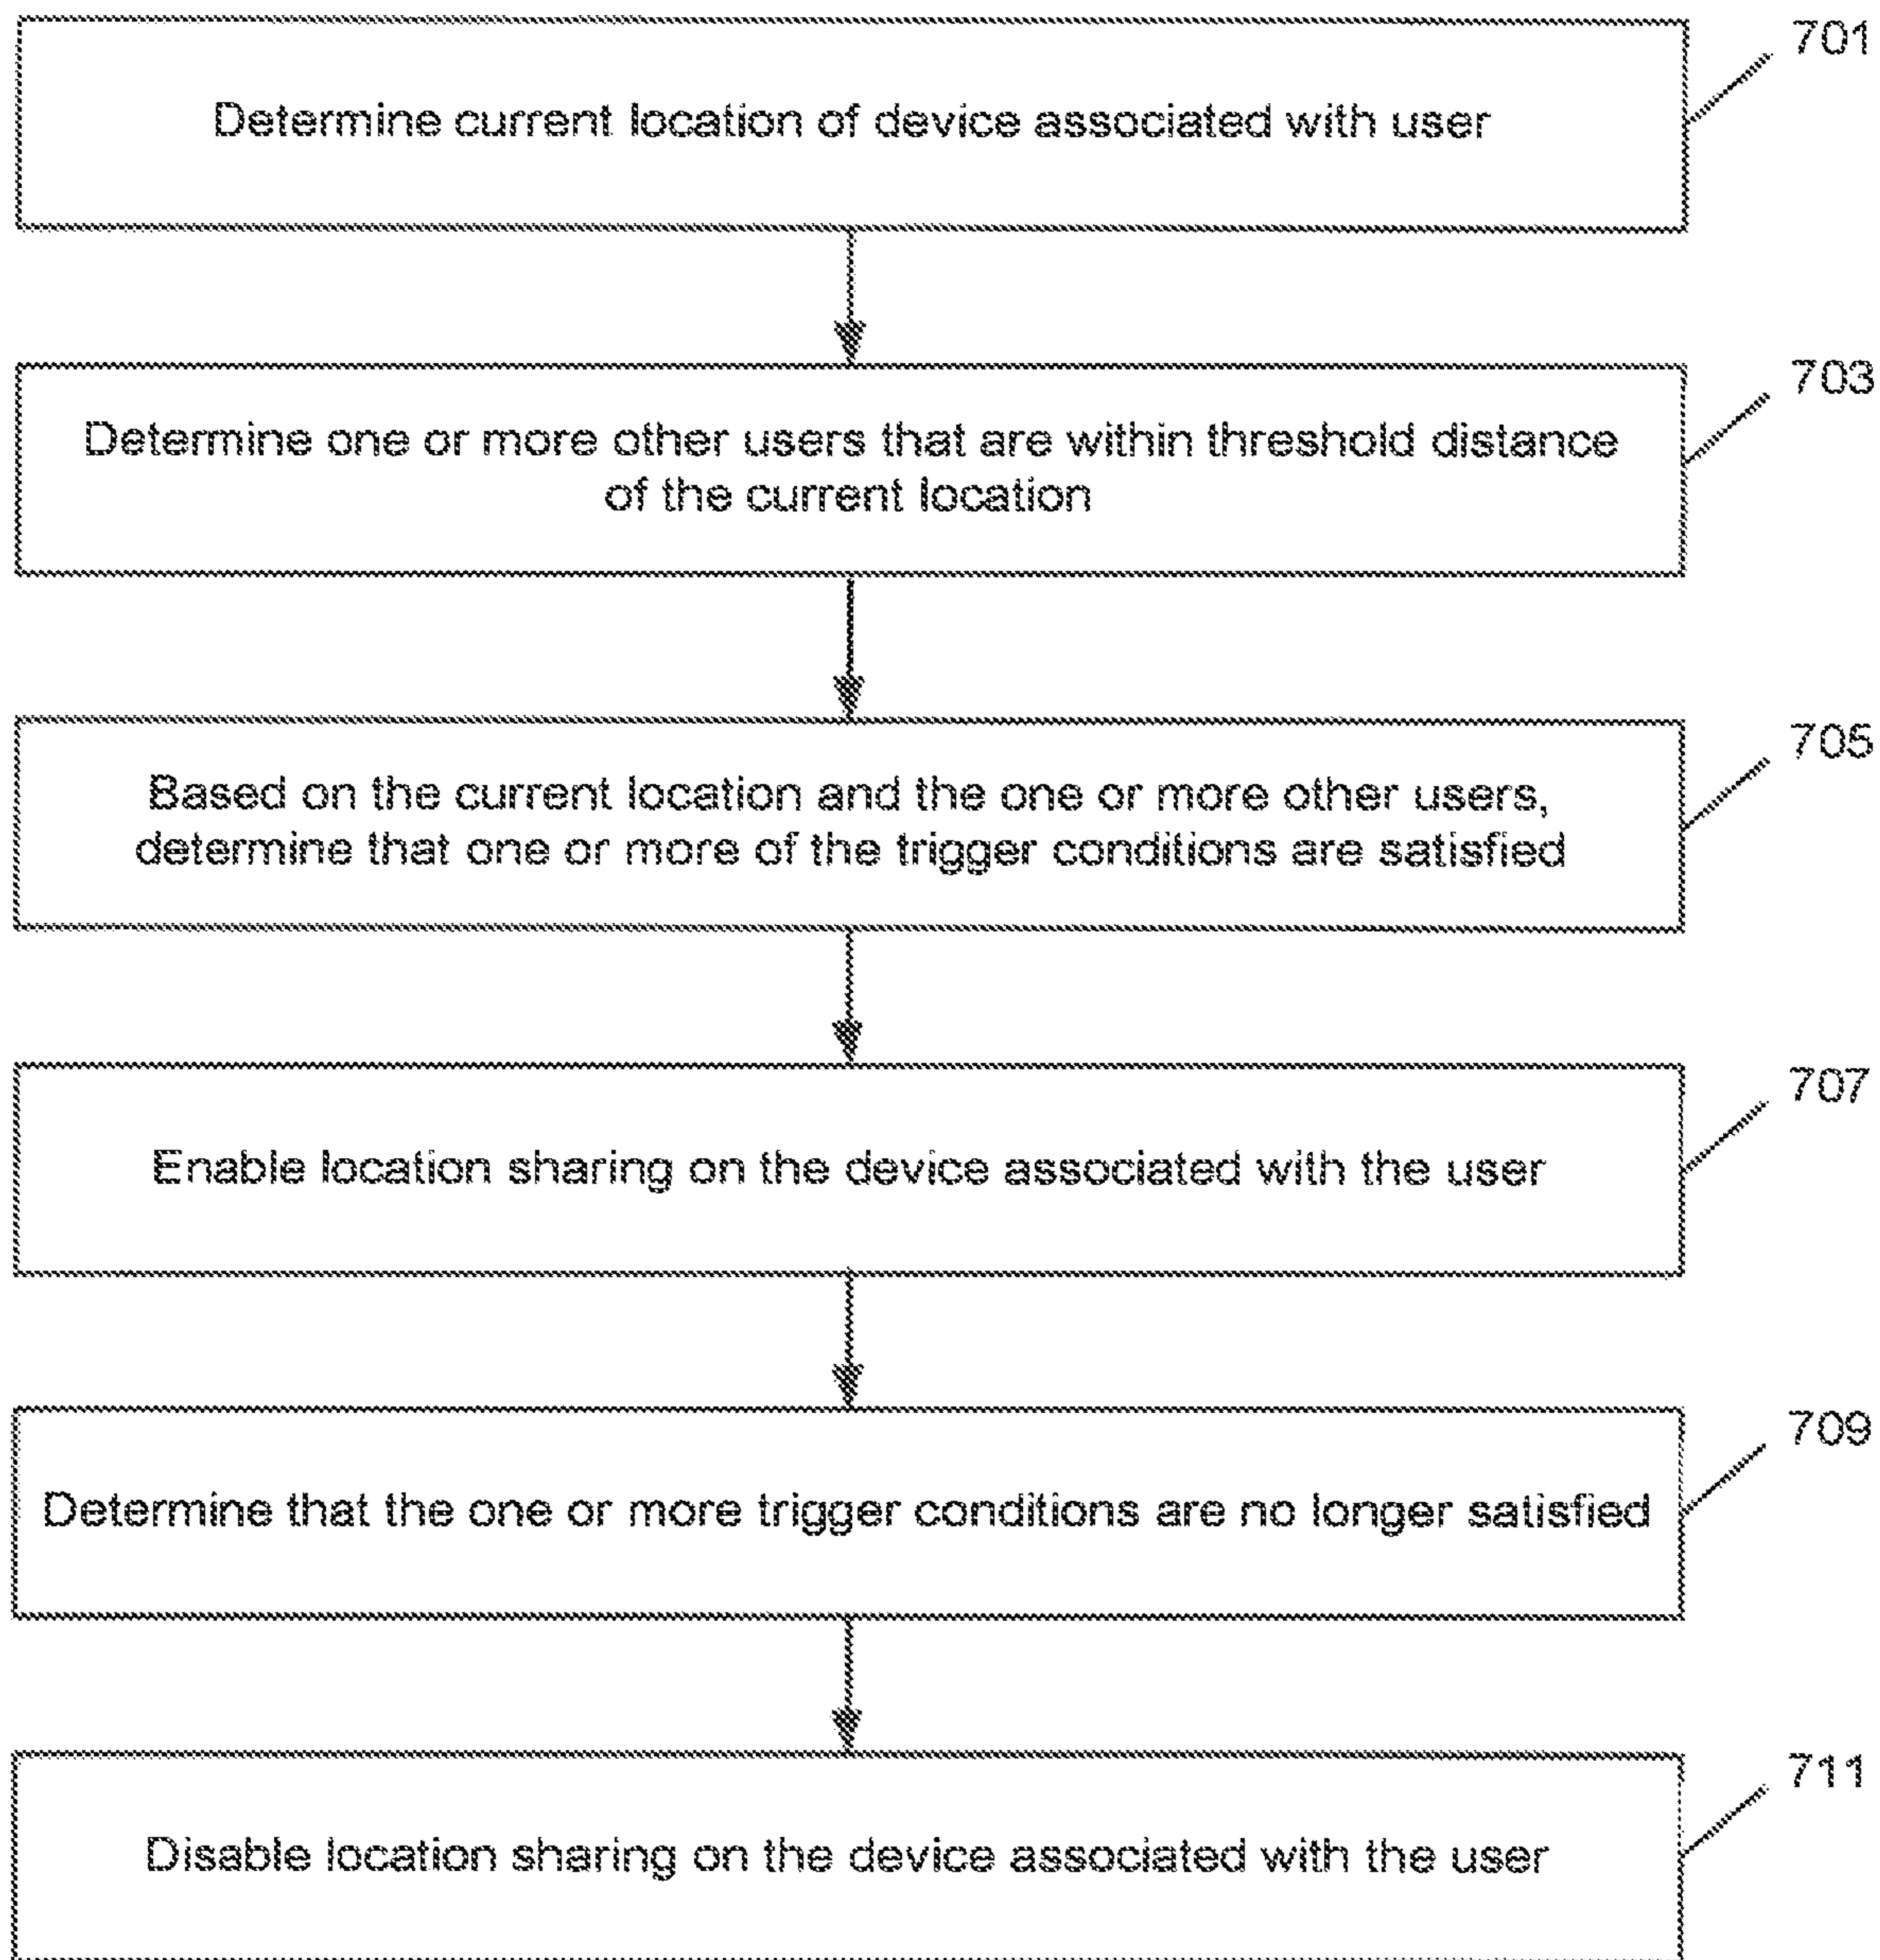 701
Determine current location of device associated with user
703
Determine one or more other users that are within threshold distance
of the current location
705
Based on the current location and the one or more other users,
determine that one or more of the trigger conditions are satisfied
707
Enable location sharing on the device associated with the user
709
Determine that the one or more trigger conditions are no longer satisfied
711
Disable location sharing on the device associated with the user